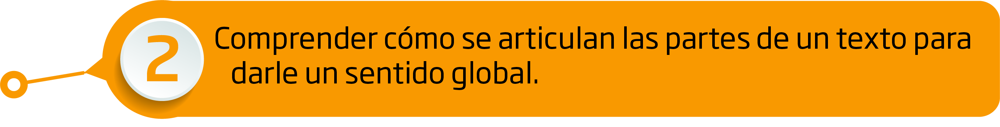 2
Comprender cómo se articulan las partes de un texto para
darle un sentido global.